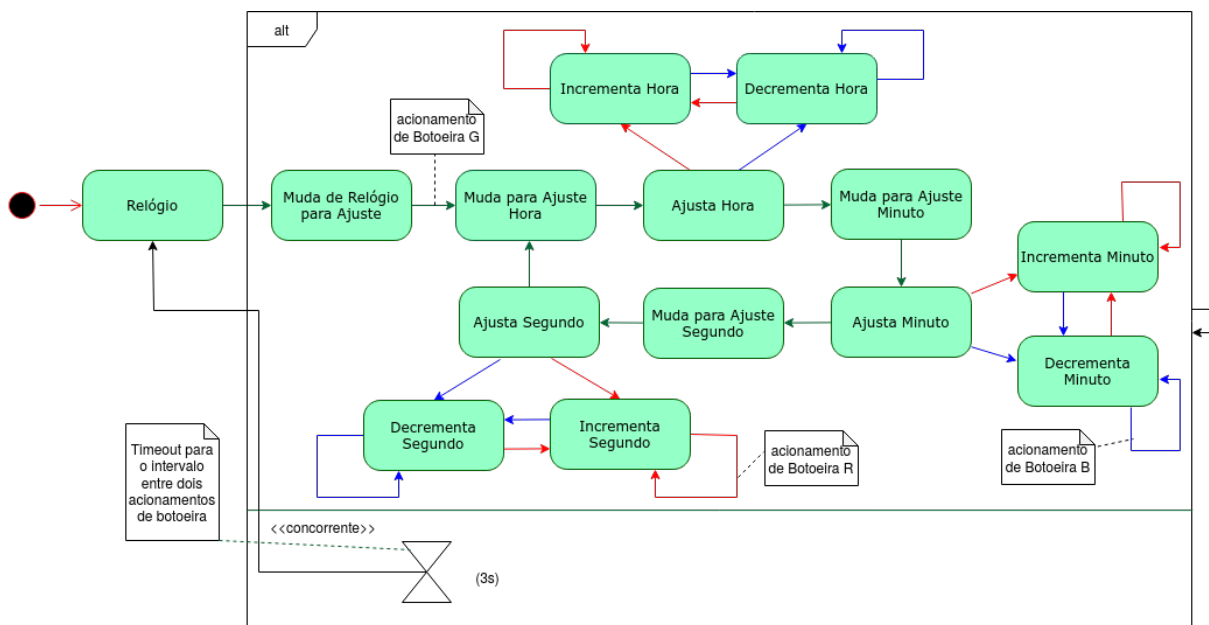 alt
Incrementa Hora
Decrementa Hora
acionamento
de Botoeira G
Relógio
Muda de Relógio
para Ajuste
Muda para Ajuste
Hora
Ajusta Hora
Muda para Ajuste
Minuto
Incrementa Minuto
Ajusta Segundo
Muda para Ajuste
Segundo
Ajusta Minuto
Decrementa
Minuto
Decrementa
Segundo
Incrementa
Segundo
acionamento
de Botoeira R
acionamento
de Botoeira B
Timeout para
o intervalo
entre dois
acionamentos
de botoeira
<<concorrente>>
(3s)